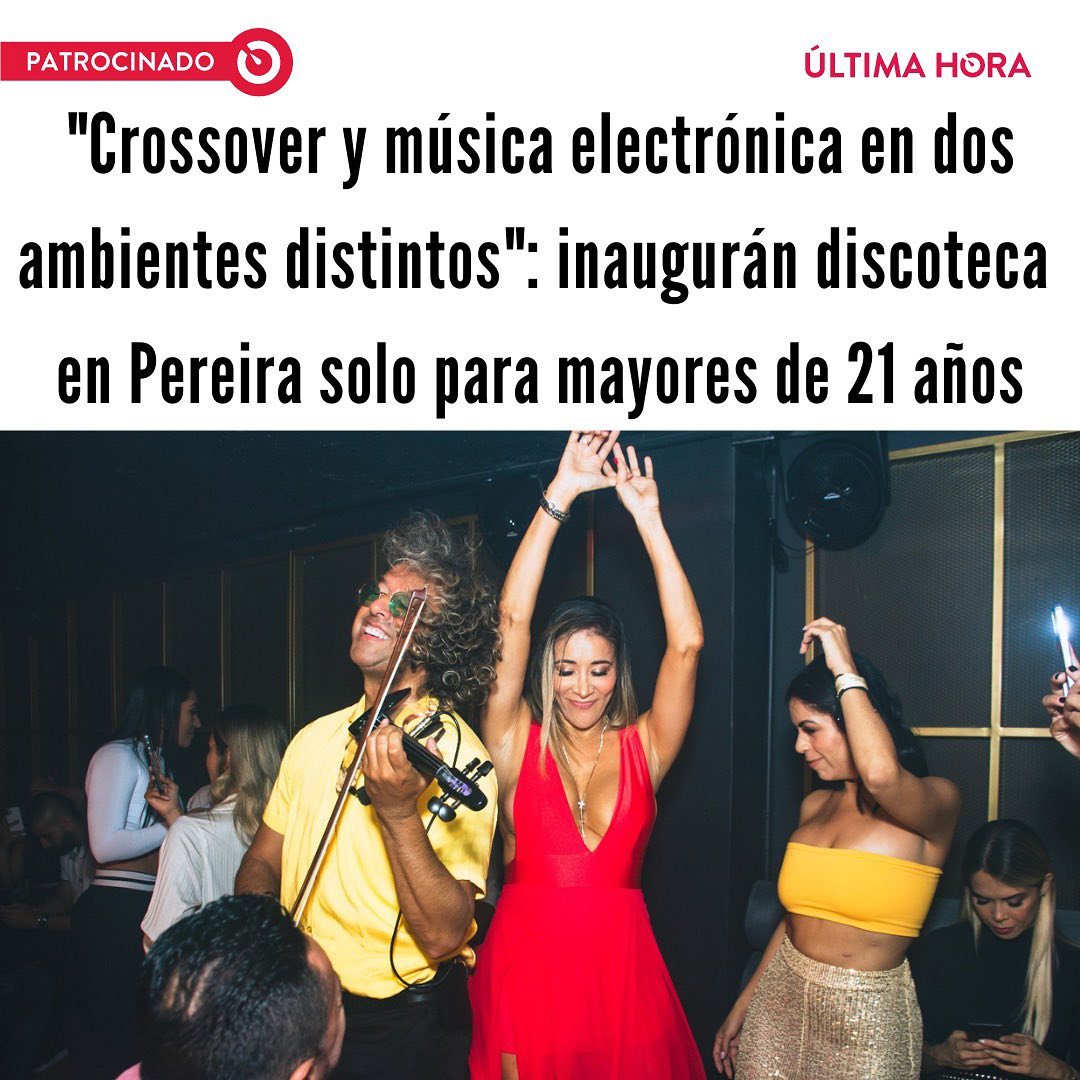 PATROCINADO
ÚLTIMA HORA
"Crossover y música electrónica en dos
ambientes distintos": inaugurán discoteca
en Pereira solo para mayores de 21 años